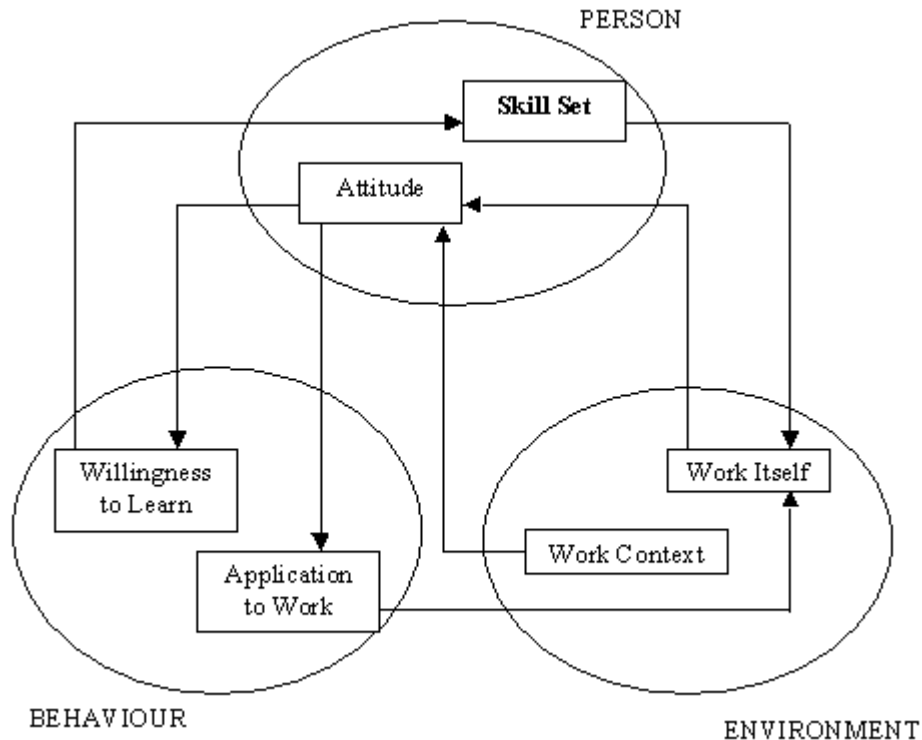 PERSON
Skill Set
Attitude
Willingness
to Learn
Work Itself
Work Context
Application
to Work
BEHAVIOUR
ENVIRONMENT